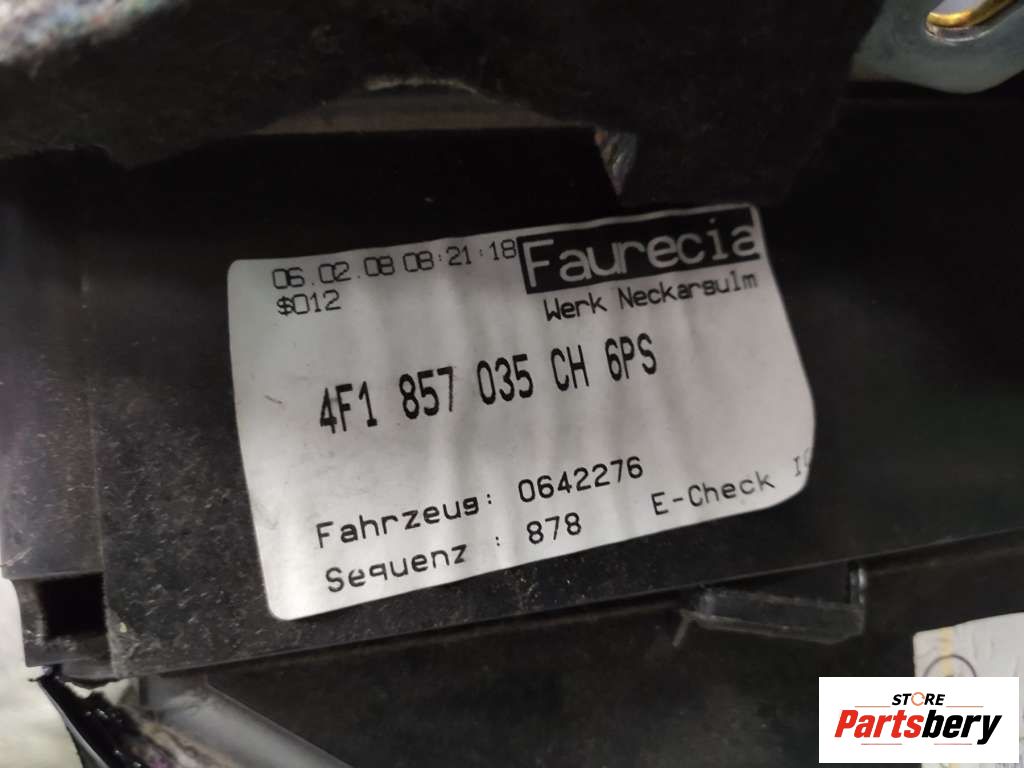 06.02.08 08:21:18 Faurecia
$012
Werk Neckarsulm
4F1 857 035 CH 6PS
Fahrzeug: 0642276
Sequenz : 878 E-Check
STORE
Partsbery